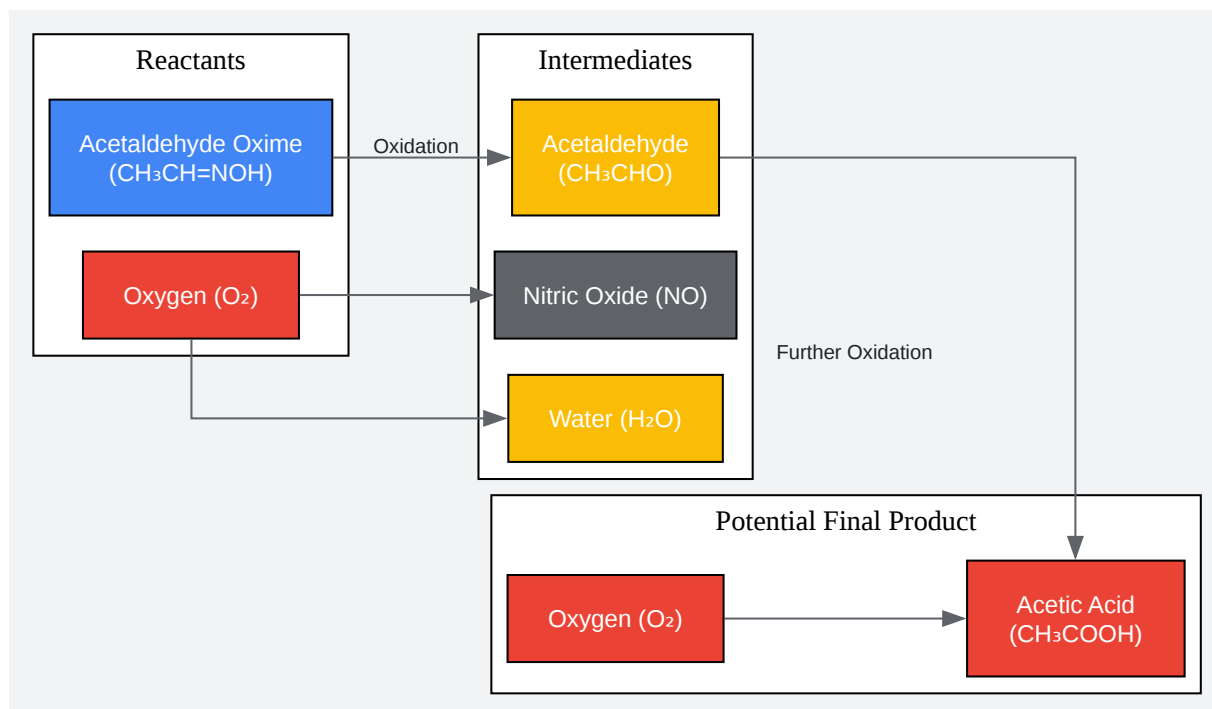 Reactants
Acetaldehyde Oxime
(CH₃CH=NOH)
Oxidation
Oxygen (O₂)
Intermediates
Acetaldehyde
(CH₃CHO)
Nitric Oxide (NO)
Water (H₂O)
Further Oxidation
Potential Final Product
Oxygen (O₂)
Acetic Acid
(CH₃COOH)